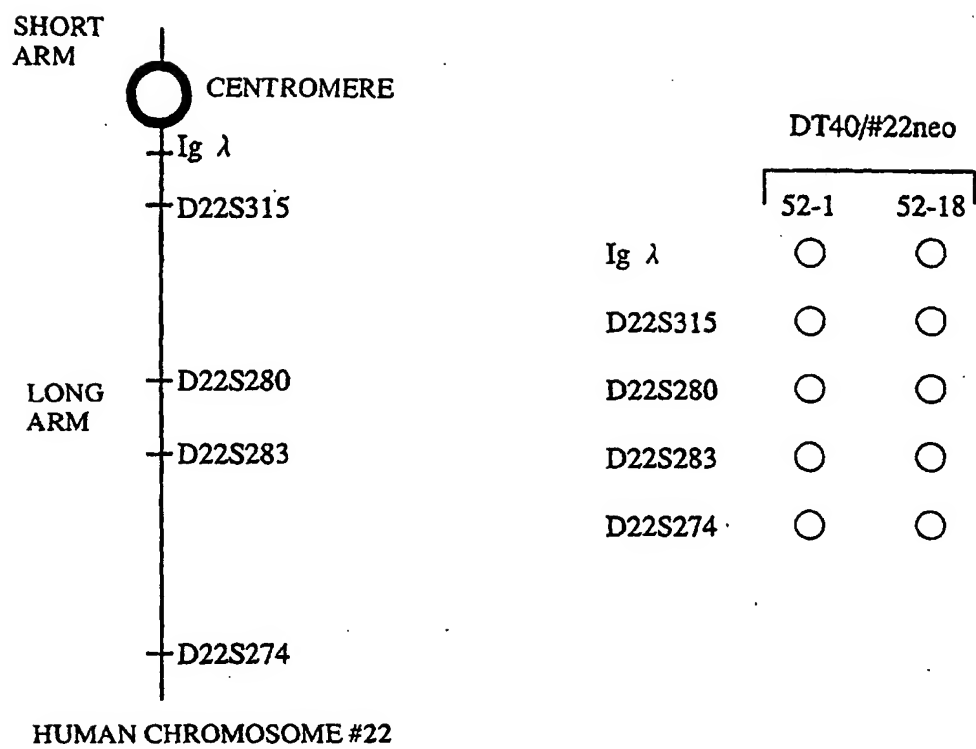 SHORT
ARM
CENTROMERE
Ig λ
D22S315
LONG
ARM
D22S280
D22S283
D22S274
HUMAN CHROMOSOME #22
DT40/#22neo
52-1 52-18
Ig λ
D22S315
D22S280
D22S283
D22S274